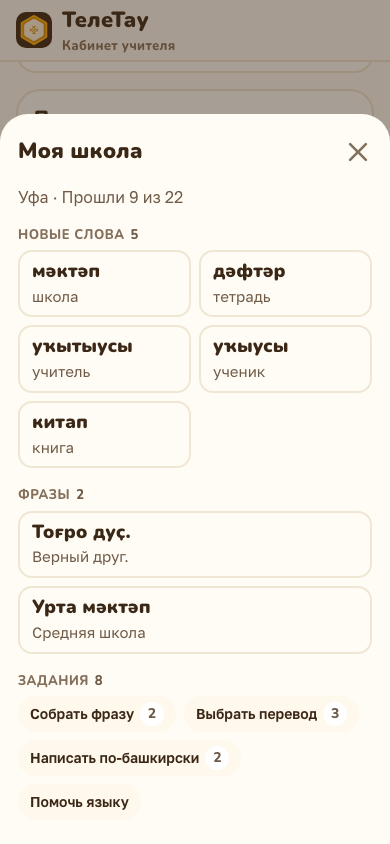 ТелеТау
Кабинет учителя
Моя школа
Уфа · Прошли 9 из 22
НОВЫЕ СЛОВА 5
мәктәп
дәфтәр
школа
тетрадь
уҡытыусы
уҡыусы
учитель
ученик
китап
книга
ФРАЗЫ 2
Тоғро дуҫ.
Верный друг.
Урта мәктәп
Средняя школа
ЗАДАНИЯ 8
Собрать фразу 2
Выбрать перевод 3
Написать по-башкирски 2
Помочь языку